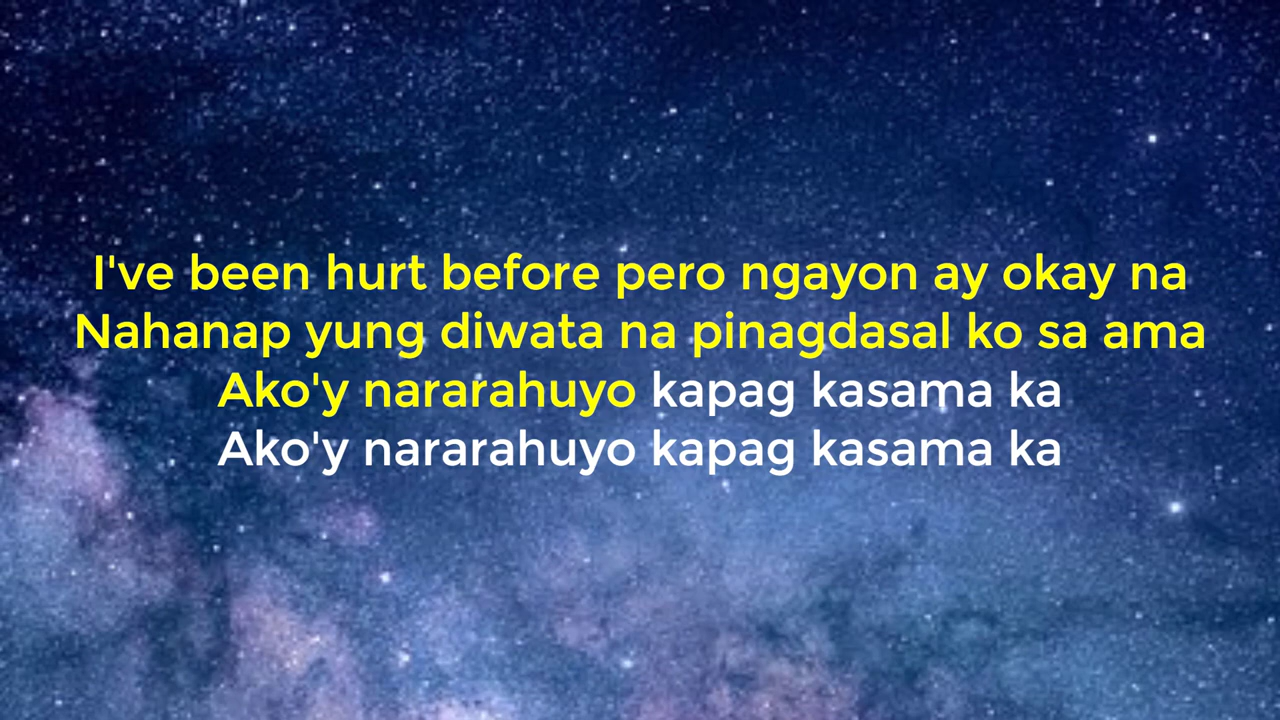 I've been hurt before pero ngayon ay okay na
Nahanap yung diwata na pinagdasal ko sa ama
Ako'y nararahuyo kapag kasama ka
Ako'y nararahuyo kapag kasama ka